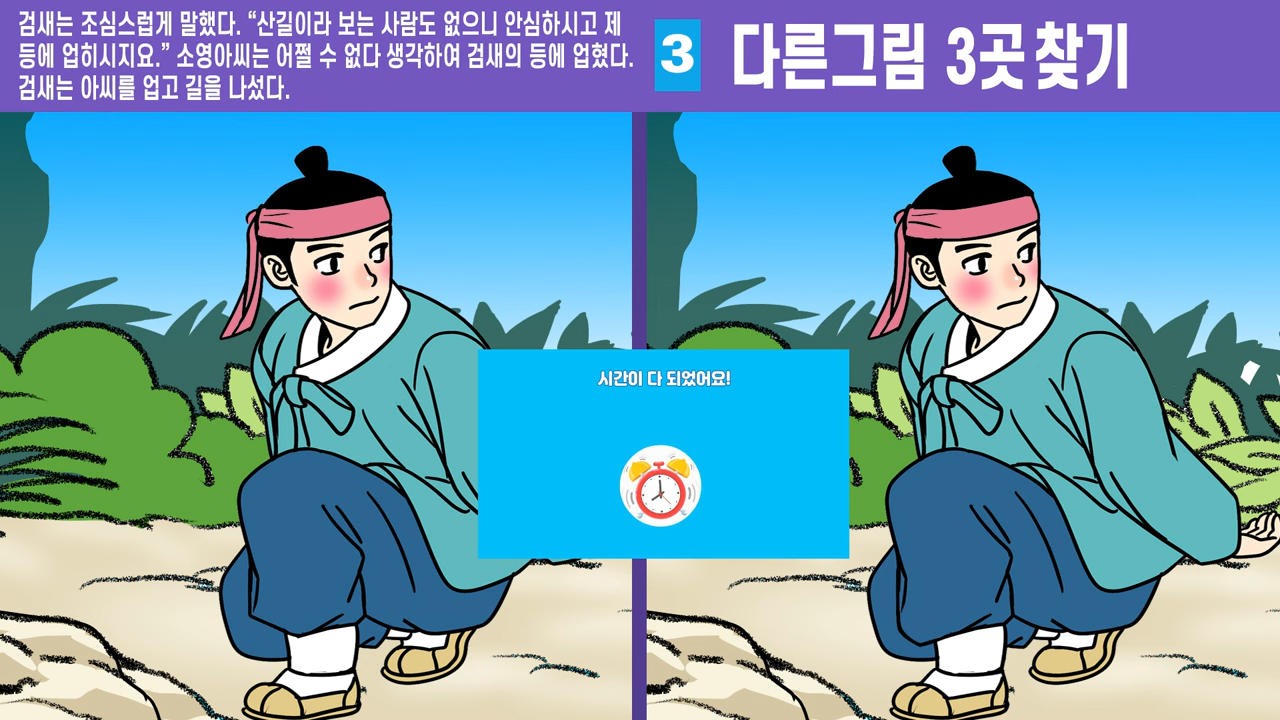 검새는 조심스럽게 말했다. “산길이라 보는 사람도 없으니 안심하시고 제
등에 업히시지요.” 소영아씨는 어쩔 수 없다 생각하여 검새의 등에 업혔다.
검새는 아씨를 업고 길을 나섰다.
3
다른그림 3곳 찾기
시간이 다 되었어요!